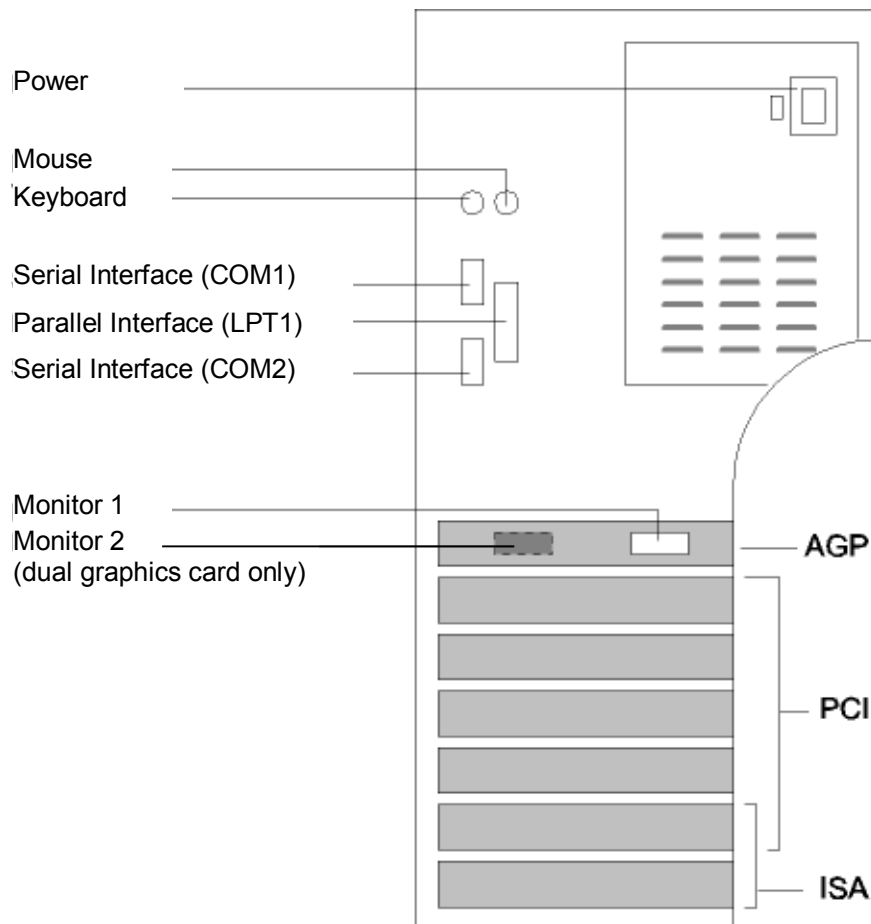 Power
Mouse
Keyboard
Serial Interface (COM1)
Parallel Interface (LPT1)
Serial Interface (COM2)
Monitor 1
Monitor 2
(dual graphics card only)
AGP
PCI
ISA